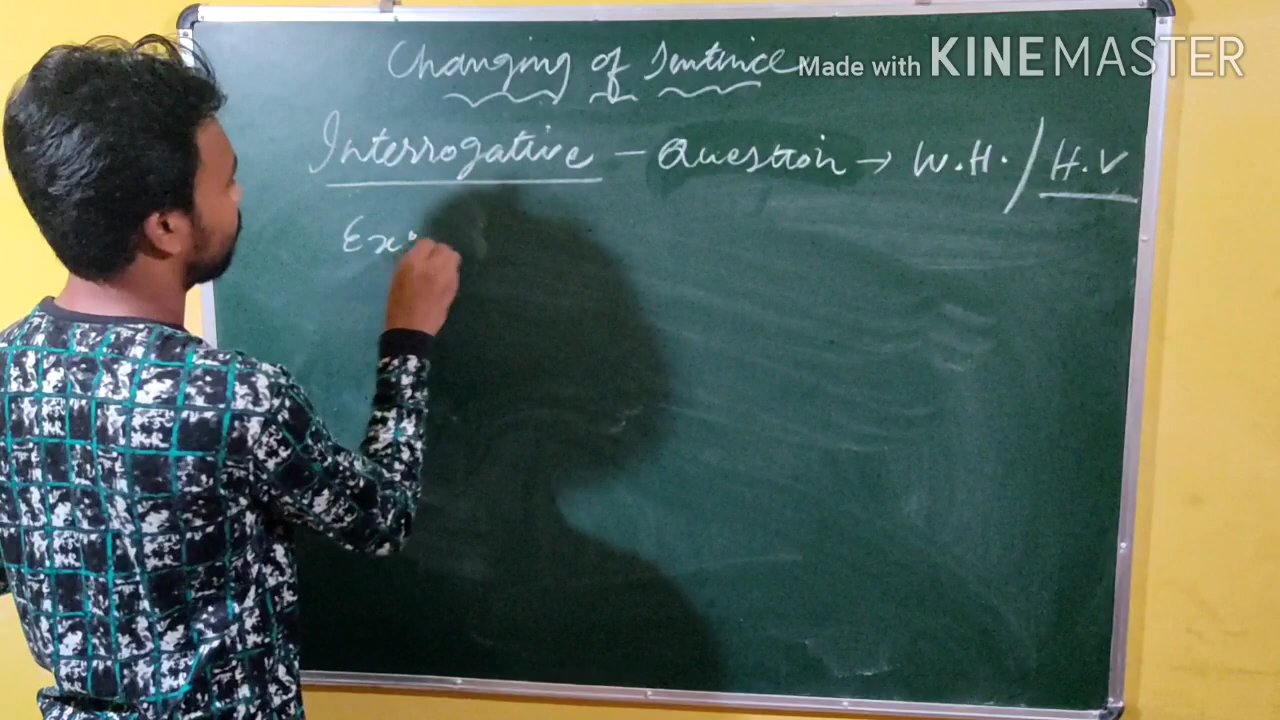 Changing of Sentence
Made with KINEMASTER
Interrogative – Question → W.H. / H.V
Ex: